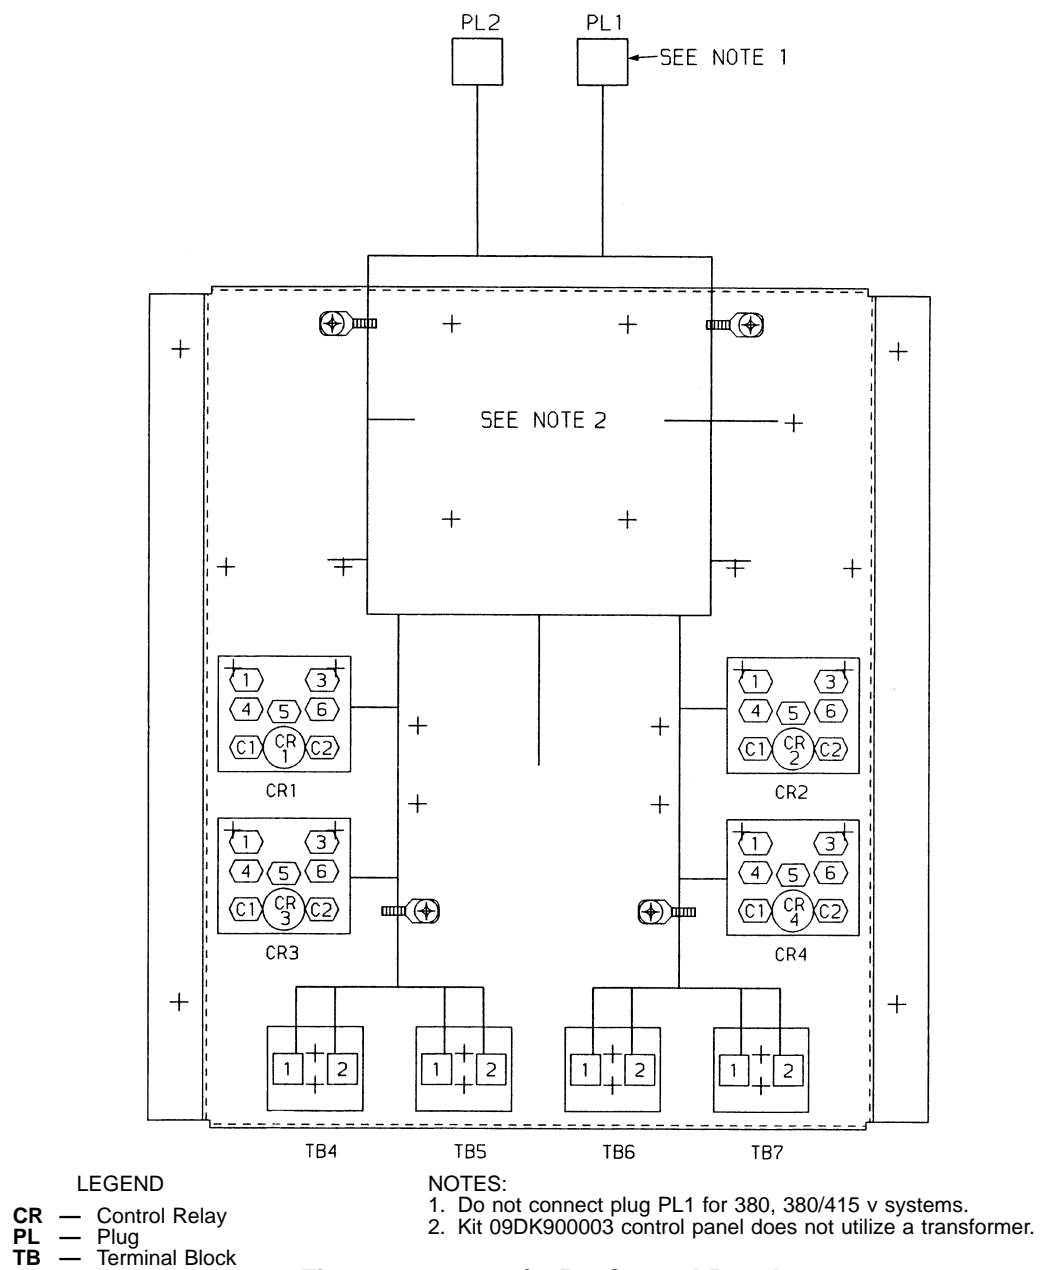 PL2 PL1
SEE NOTE 1
SEE NOTE 2
1 3 1 3
4 5 6 4 5 6
C1 CR 1 C2 C1 CR 2 C2
CR1 CR2
1 3 1 3
4 5 6 4 5 6
C1 CR 3 C2 C1 CR 4 C2
CR3 CR4
1 2 1 2 1 2 1 2
TB4 TB5 TB6 TB7
LEGEND
CR — Control Relay
PL — Plug
TB — Terminal Block
NOTES:
1. Do not connect plug PL1 for 380, 380/415 v systems.
2. Kit 09DK900003 control panel does not utilize a transformer.